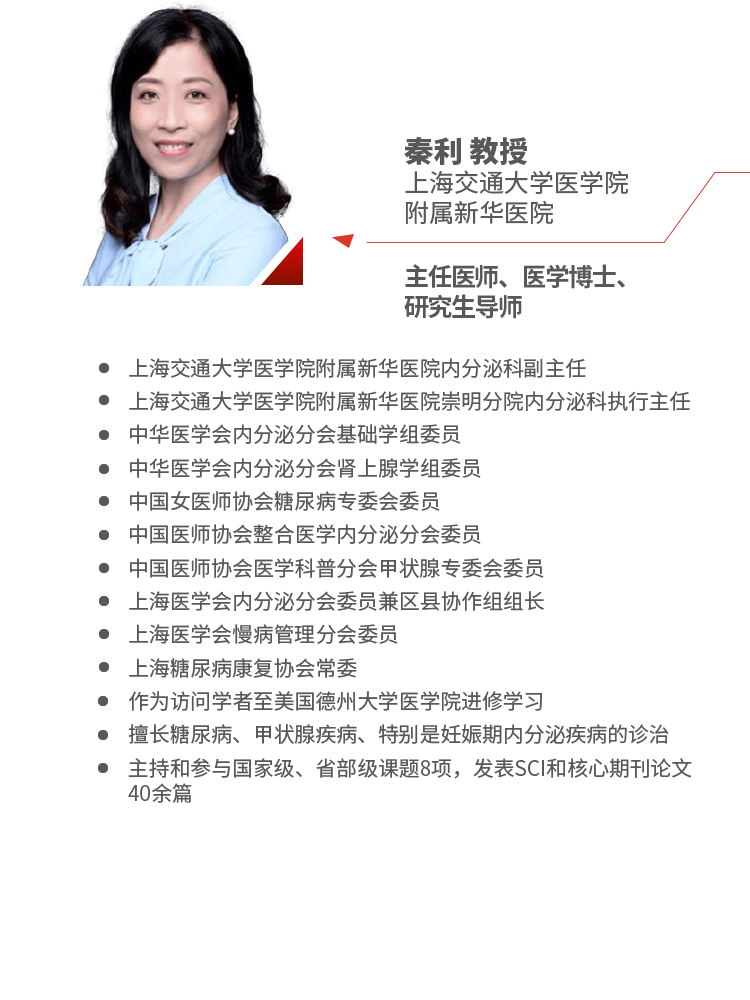 秦利 教授
上海交通大学医学院
附属新华医院
主任医师、医学博士、
研究生导师
上海交通大学医学院附属新华医院内分泌科副主任
上海交通大学医学院附属新华医院崇明分院内分泌科执行主任
中华医学会内分泌分会基础学组委员
中华医学会内分泌分会肾上腺学组委员
中国女医师协会糖尿病专委会委员
中国医师协会整合医学内分泌分会委员
中国医师协会医学科普分会甲状腺专委会委员
上海医学会内分泌分会委员兼区县协作组组长
上海医学会慢病管理分会委员
上海糖尿病康复协会常委
作为访问学者至美国德州大学医学院进修学习
擅长糖尿病、甲状腺疾病、特别是妊娠期内分泌疾病的诊治
主持和参与国家级、省部级课题8项，发表SCI和核心期刊论文
40余篇